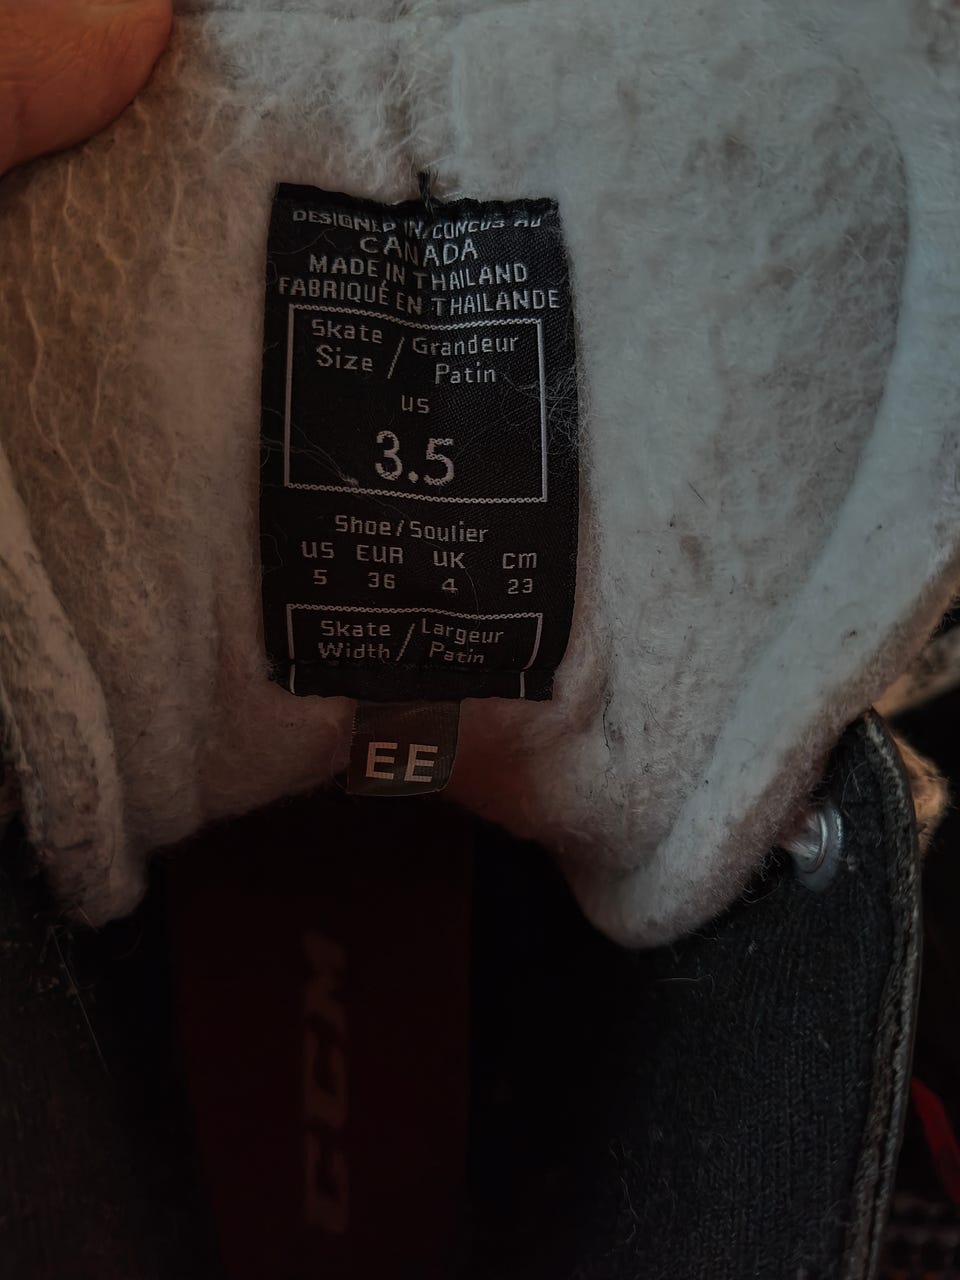 DESIGNED IN/CONCUS AU
CANADA
MADE IN THAILAND
FABRIQUÉ EN THAILANDE
Skate Size / Grandeur Patin
US
3.5
Shoe/Soulier
US EUR UK cm
5 36 4 23
Skate Width / Largeur Patin
EE
CCM